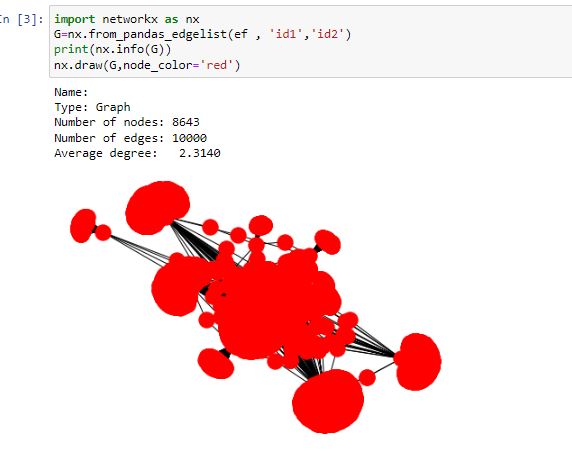 In [3]: import networkx as nx
G=nx.from_pandas_edgelist(ef , 'id1','id2')
print(nx.info(G))
nx.draw(G,node_color='red')
Name:
Type: Graph
Number of nodes: 8643
Number of edges: 10000
Average degree:   2.3140